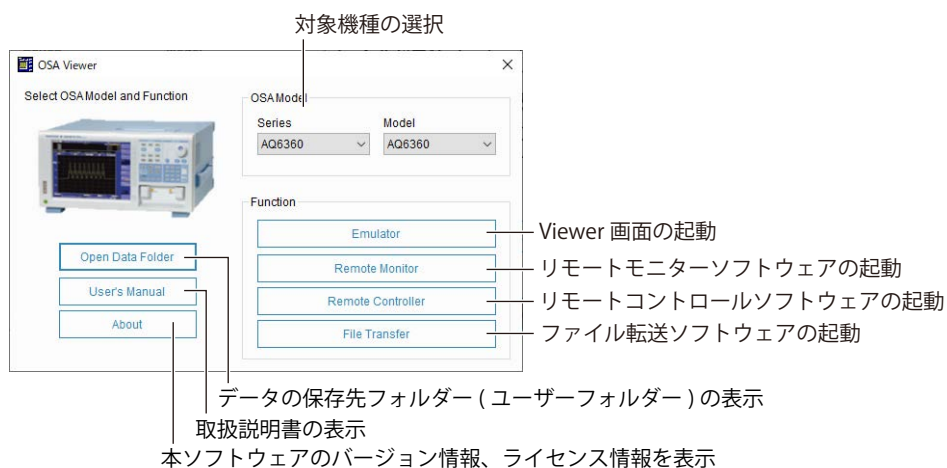 対象機種の選択
OSA Viewer
Select OSA Model and Function
OSA Model
Series
Model
AQ6360
AQ6360
Function
Emulator
Viewer 画面の起動
Open Data Folder
Remote Monitor
リモートモニターソフトウェアの起動
User's Manual
Remote Controller
リモートコントロールソフトウェアの起動
About
File Transfer
ファイル転送ソフトウェアの起動
データの保存先フォルダー ( ユーザーフォルダー ) の表示
取扱説明書の表示
本ソフトウェアのバージョン情報、ライセンス情報を表示